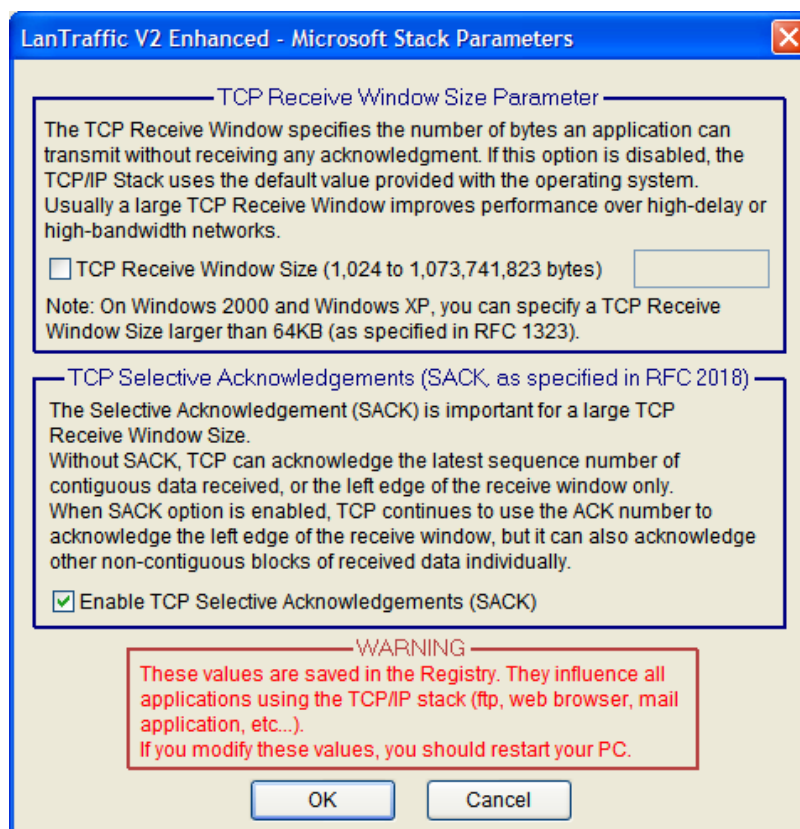 LanTraffic V2 Enhanced - Microsoft Stack Parameters
TCP Receive Window Size Parameter
The TCP Receive Window specifies the number of bytes an application can
transmit without receiving any acknowledgment. If this option is disabled, the
TCP/IP Stack uses the default value provided with the operating system.
Usually a large TCP Receive Window improves performance over high-delay or
high-bandwidth networks.
TCP Receive Window Size (1,024 to 1,073,741,823 bytes)
Note: On Windows 2000 and Windows XP, you can specify a TCP Receive
Window Size larger than 64KB (as specified in RFC 1323).
TCP Selective Acknowledgements (SACK, as specified in RFC 2018)
The Selective Acknowledgement (SACK) is important for a large TCP
Receive Window Size.
Without SACK, TCP can acknowledge the latest sequence number of
contiguous data received, or the left edge of the receive window only.
When SACK option is enabled, TCP continues to use the ACK number to
acknowledge the left edge of the receive window, but it can also acknowledge
other non-contiguous blocks of received data individually.
Enable TCP Selective Acknowledgements (SACK)
WARNING
These values are saved in the Registry. They influence all
applications using the TCP/IP stack (ftp, web browser, mail
application, etc...).
If you modify these values, you should restart your PC.
OK
Cancel